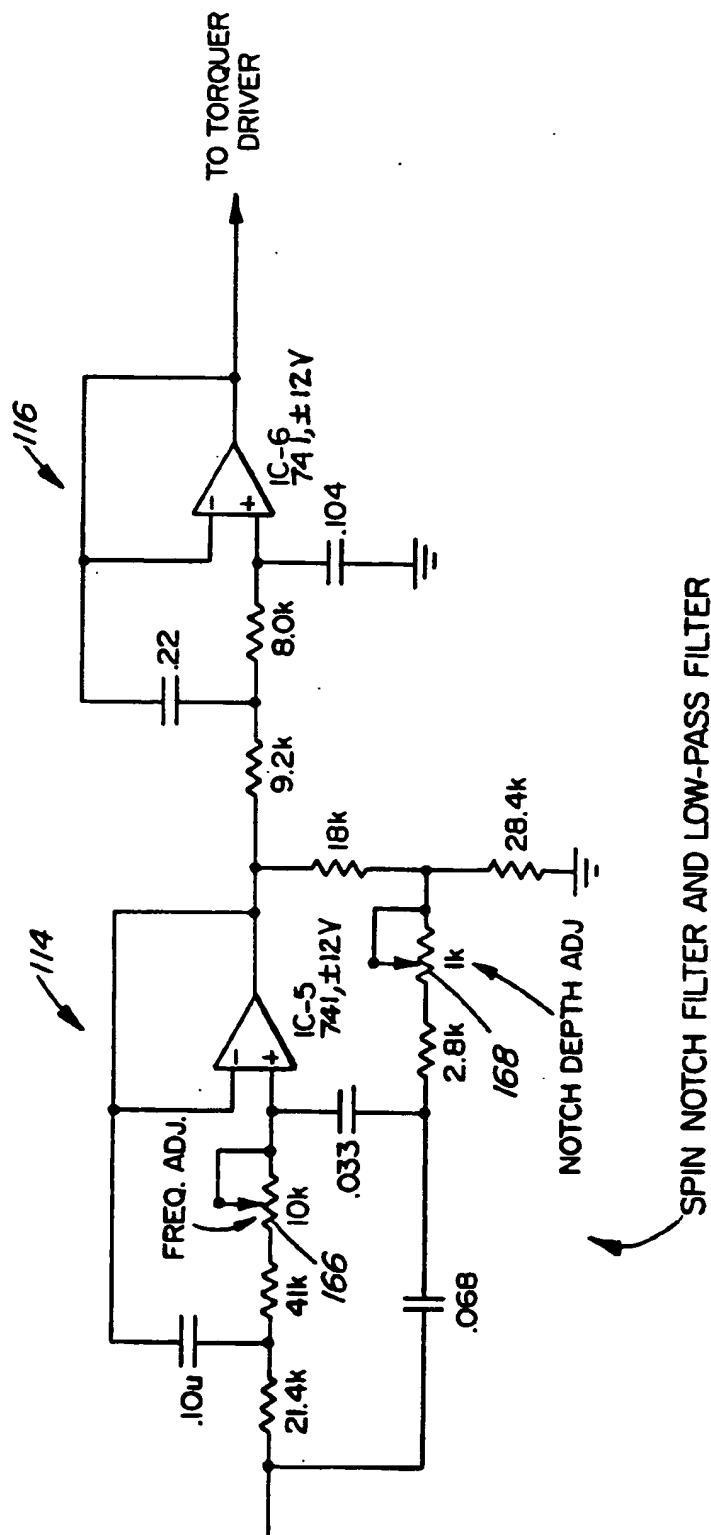 114
116
.10u
.22
FREQ. ADJ.
21.4k
41k
10k
166
-
+
IC-5
741, ±12V
9.2k
8.0k
-
+
IC-6
741, ±12V
TO TORQUER
DRIVER
.104
.033
18k
.068
2.8k
1k
168
28.4k
NOTCH DEPTH ADJ
SPIN NOTCH FILTER AND LOW-PASS FILTER